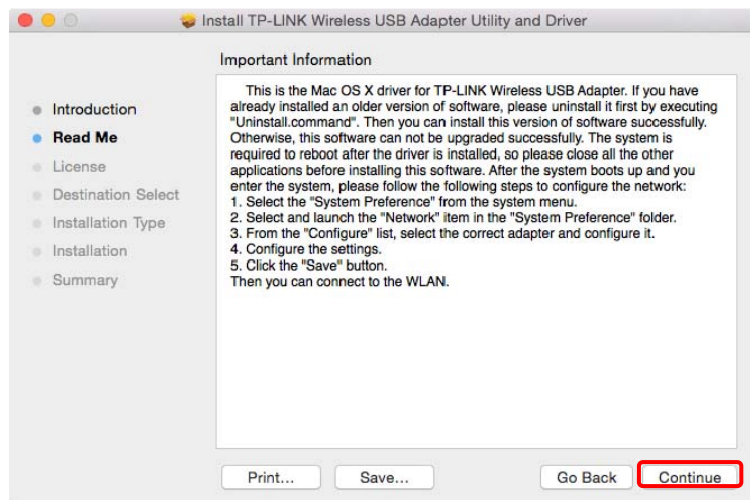 Install TP-LINK Wireless USB Adapter Utility and Driver
Important Information
Introduction
Read Me
License
Destination Select
Installation Type
Installation
Summary
This is the Mac OS X driver for TP-LINK Wireless USB Adapter. If you have
already installed an older version of software, please uninstall it first by executing
"Uninstall.command". Then you can install this version of software successfully.
Otherwise, this software can not be upgraded successfully. The system is
required to reboot after the driver is installed, so please close all the other
applications before installing this software. After the system boots up and you
enter the system, please follow the following steps to configure the network:
1. Select the "System Preference" from the system menu.
2. Select and launch the "Network" item in the "System Preference" folder.
3. From the "Configure" list, select the correct adapter and configure it.
4. Configure the settings.
5. Click the "Save" button.
Then you can connect to the WLAN.
Print...
Save...
Go Back
Continue